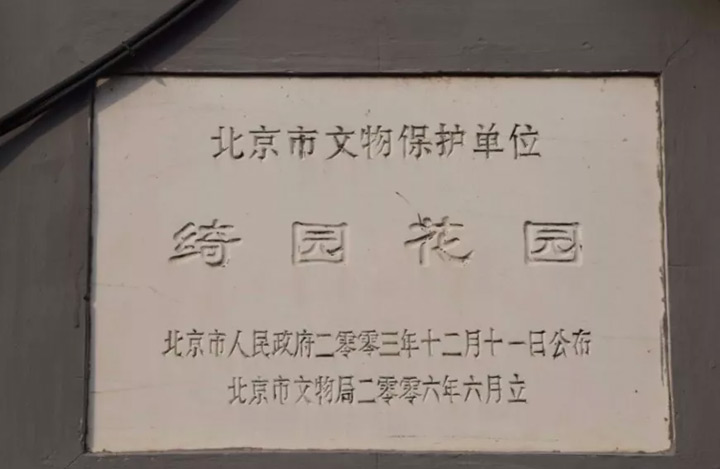 北京市文物保护单位
绮园花园
北京市人民政府二零零三年十二月十一日公布
北京市文物局二零零六年六月立